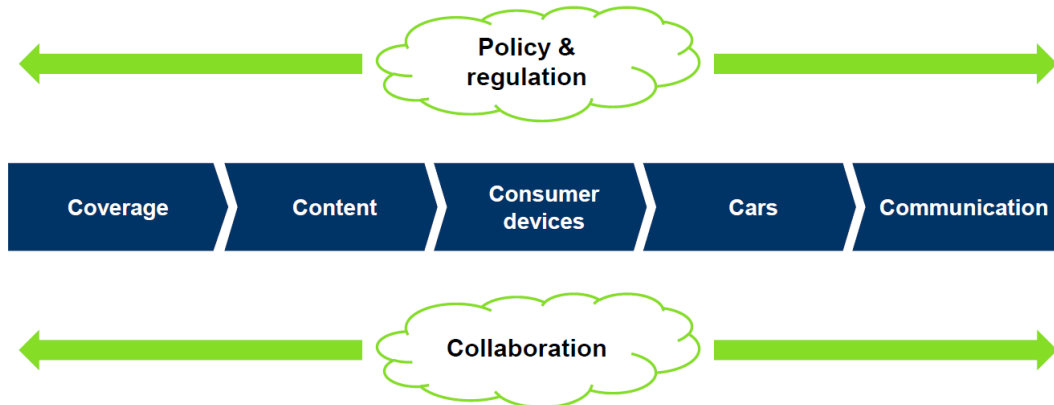 Policy &
regulation
Coverage
Content
Consumer
devices
Cars
Communication
Collaboration